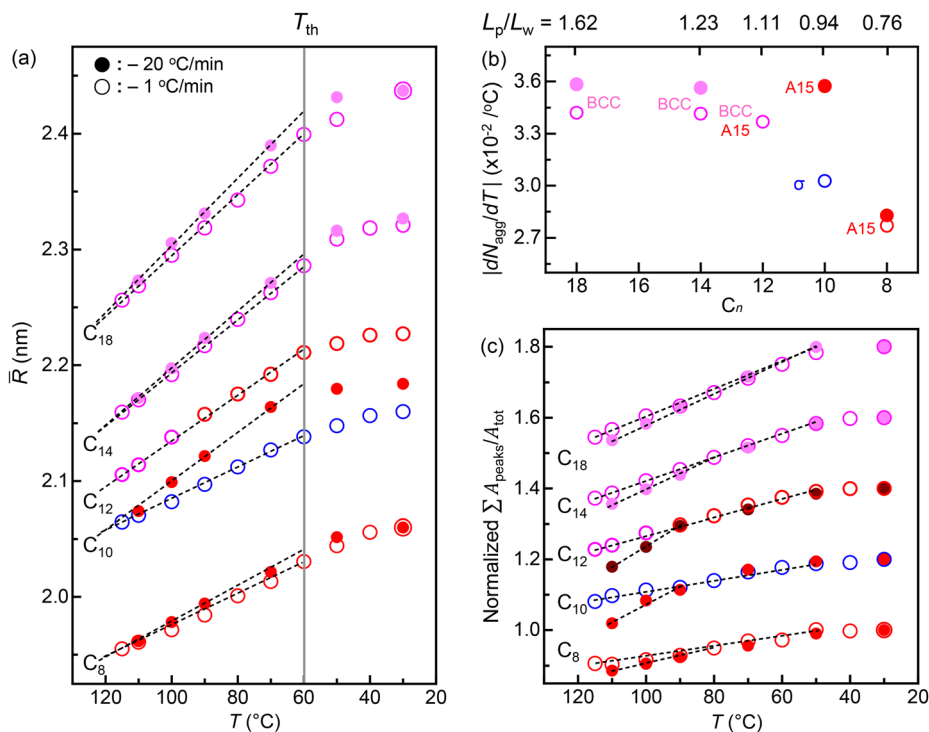 (a)
T_th
● : – 20 °C/min
○ : – 1 °C/min
2.4
2.3
2.2
2.1
2.0
R̅ (nm)
C₁₈
C₁₄
C₁₂
C₁₀
C₈
120 100 80 60 40 20
T (°C)
L_p/L_w = 1.62 1.23 1.11 0.94 0.76
(b)
3.6
3.3
3.0
2.7
|dN_agg/dT| (x10⁻² /°C)
BCC
BCC
BCC
A15
A15
σ
A15
18 16 14 12 10 8
C_n
(c)
1.8
1.6
1.4
1.2
1.0
Normalized ∑ A_peaks/A_tot
C₁₈
C₁₄
C₁₂
C₁₀
C₈
120 100 80 60 40 20
T (°C)